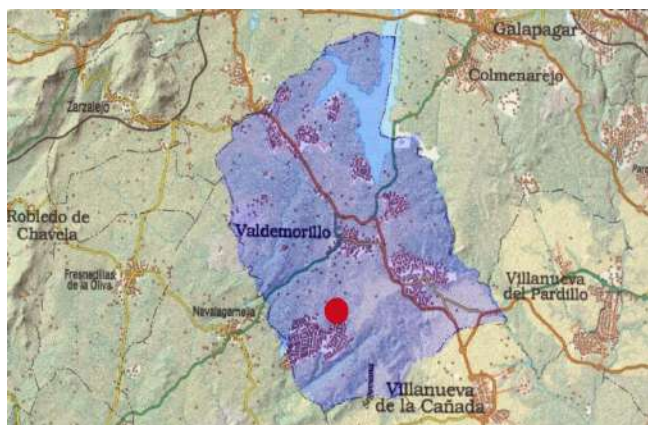 Galapagar
Colmenarejo
Zarzalejo
Robledo de
Chavela
Valdemorillo
Fresnedillas
de la Oliva
Navalagamella
Villanueva
del Pardillo
Villanueva
de la Cañada